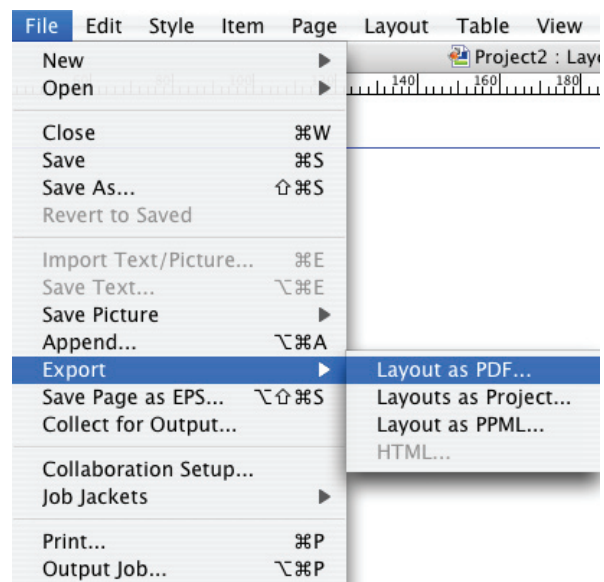 File Edit Style Item Page Layout Table View
Project2 : Layo
New
Open
140 160 180
Close ⌘W
Save ⌘S
Save As... ⇧⌘S
Revert to Saved
Import Text/Picture... ⌘E
Save Text... ⌥⌘E
Save Picture
Append... ⌥⌘A
Export
Layout as PDF...
Save Page as EPS... ⌥⇧⌘S
Layouts as Project...
Collect for Output...
Layout as PPML...
HTML...
Collaboration Setup...
Job Jackets
Print... ⌘P
Output Job... ⌥⌘P